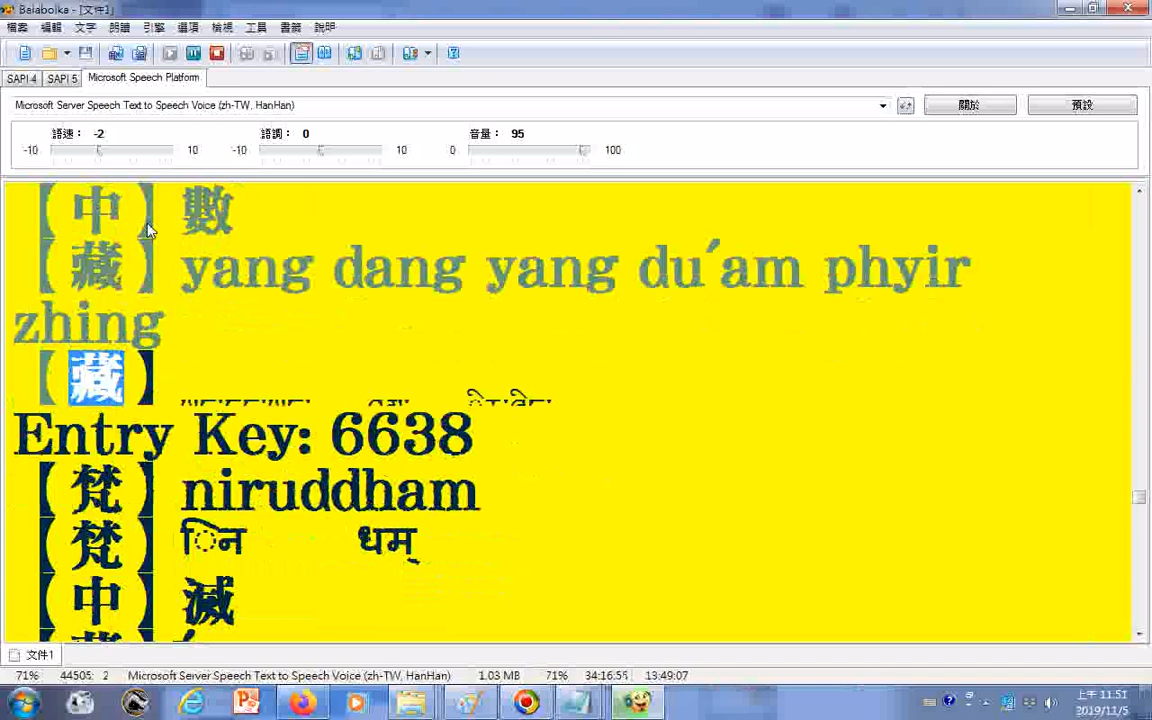 Balabolka - [文件1]
檔案 編輯 文字 朗讀 引擎 選項 檢視 工具 書籤 說明
SAPI 4 SAPI 5 Microsoft Speech Platform
Microsoft Server Speech Text to Speech Voice (zh-TW, HanHan) 關於 預設
語速： -2 語調： 0 音量： 95
-10 10 -10 10 0 100
【中】數
【藏】yang dang yang du'am phyir
zhing
【藏】
Entry Key: 6638
【梵】niruddham
【梵】िन धम्
【中】滅
文件1
71% 44505: 2 Microsoft Server Speech Text to Speech Voice (zh-TW, HanHan) 1.03 MB 71% 34:16:55 13:49:07
上午 11:51
2019/11/5